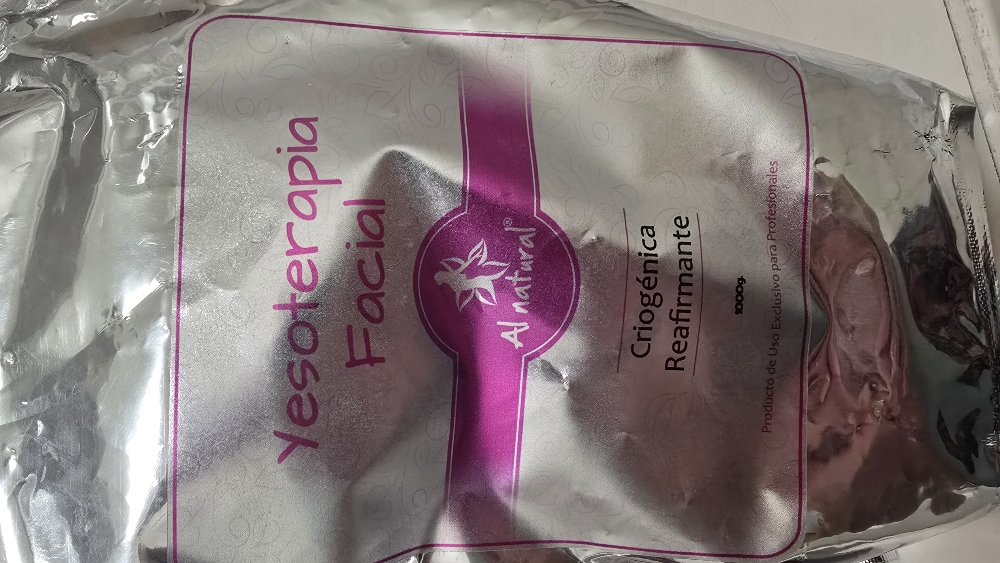 Yesoterapia
Facial
Al natural®
Criogénica
Reafirmante
1000g.
Producto de Uso Exclusivo para Profesionales